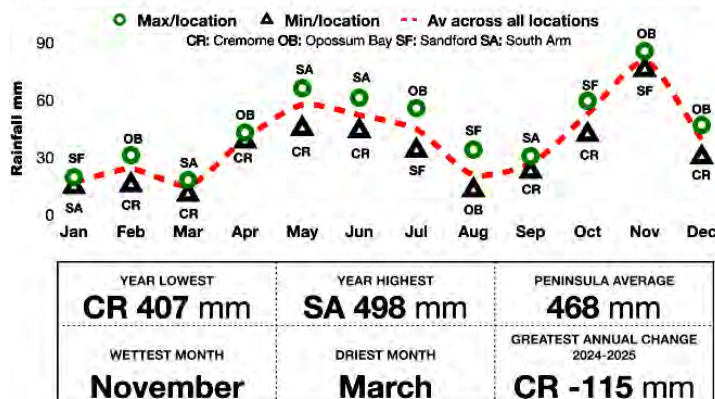 Max/location Min/location Av across all locations
CR: Cremorne OB: Opossum Bay SF: Sandford SA: South Arm
Rainfall mm
90
60
30
0
SF
SA
OB
CR
SA
CR
OB
CR
SA
CR
SA
CR
OB
SF
SF
OB
SA
CR
SF
CR
OB
SF
OB
CR
Jan Feb Mar Apr May Jun Jul Aug Sep Oct Nov Dec
YEAR LOWEST
CR 407 mm
YEAR HIGHEST
SA 498 mm
PENINSULA AVERAGE
468 mm
WETTEST MONTH
November
DRIEST MONTH
March
GREATEST ANNUAL CHANGE
2024-2025
CR -115 mm